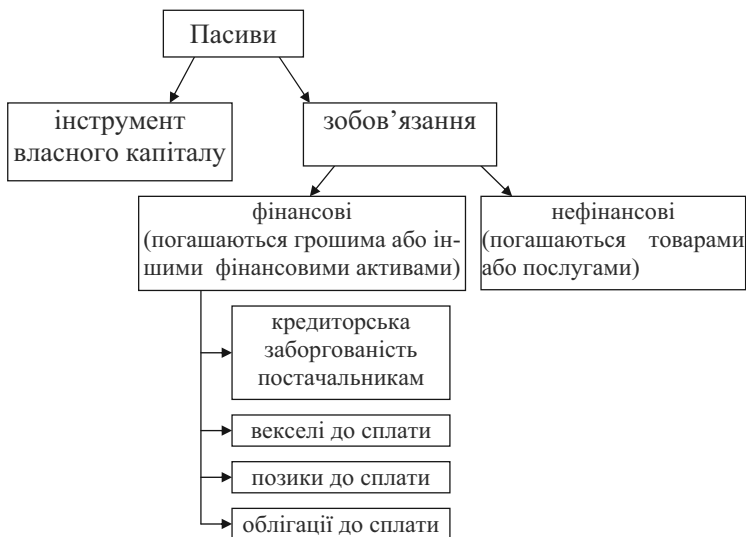 Пасиви
інструмент
власного капіталу
зобов’язання
фінансові
(погашаються грошима або ін-
шими фінансовими активами)
нефінансові
(погашаються товарами
або послугами)
кредиторська
заборгованість
постачальникам
векселі до сплати
позики до сплати
облігації до сплати